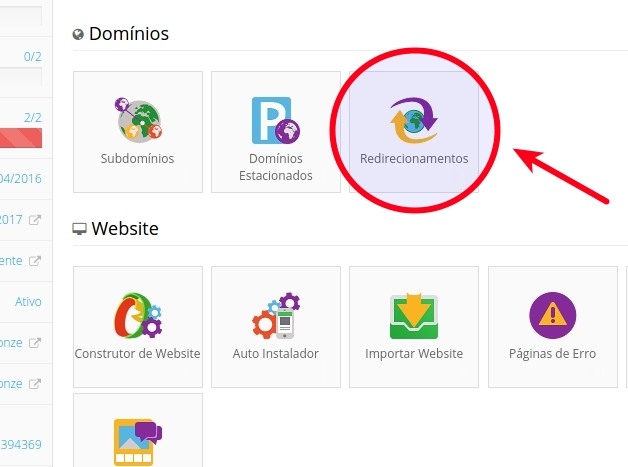 Domínios
0/2
2/2
04/2016
2017
ente
Ativo
onze
onze
394369
Subdomínios
Domínios
Estacionados
Redirecionamentos
Website
Construtor de Website
Auto Instalador
Importar Website
Páginas de Erro